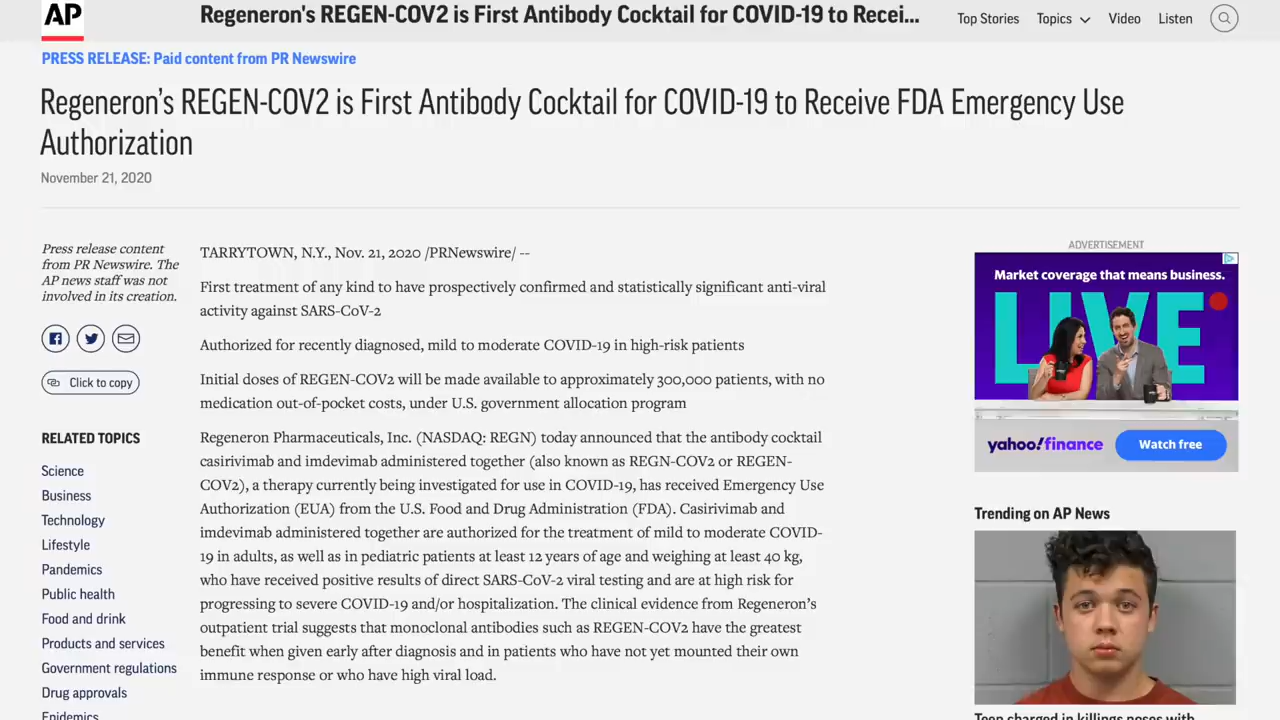 AP
Regeneron's REGEN-COV2 is First Antibody Cocktail for COVID-19 to Recei...
Top Stories
Topics
Video
Listen
PRESS RELEASE: Paid content from PR Newswire
Regeneron's REGEN-COV2 is First Antibody Cocktail for COVID-19 to Receive FDA Emergency Use
Authorization
November 21, 2020
Press release content
from PR Newswire. The
AP news staff was not
involved in its creation.
Click to copy
RELATED TOPICS
Science
Business
Technology
Lifestyle
Pandemics
Public health
Food and drink
Products and services
Government regulations
Drug approvals
Epidemics
TARRYTOWN, N.Y., Nov. 21, 2020 /PRNewswire/ --
First treatment of any kind to have prospectively confirmed and statistically significant anti-viral
activity against SARS-CoV-2
Authorized for recently diagnosed, mild to moderate COVID-19 in high-risk patients
Initial doses of REGEN-COV2 will be made available to approximately 300,000 patients, with no
medication out-of-pocket costs, under U.S. government allocation program
Regeneron Pharmaceuticals, Inc. (NASDAQ: REGN) today announced that the antibody cocktail
casirivimab and imdevimab administered together (also known as REGN-COV2 or REGEN-
COV2), a therapy currently being investigated for use in COVID-19, has received Emergency Use
Authorization (EUA) from the U.S. Food and Drug Administration (FDA). Casirivimab and
imdevimab administered together are authorized for the treatment of mild to moderate COVID-
19 in adults, as well as in pediatric patients at least 12 years of age and weighing at least 40 kg,
who have received positive results of direct SARS-CoV-2 viral testing and are at high risk for
progressing to severe COVID-19 and/or hospitalization. The clinical evidence from Regeneron's
outpatient trial suggests that monoclonal antibodies such as REGEN-COV2 have the greatest
benefit when given early after diagnosis and in patients who have not yet mounted their own
immune response or who have high viral load.
ADVERTISEMENT
Market coverage that means business.
LIVE
yahoo!finance
Watch free
Trending on AP News
Teen charged in killings poses with